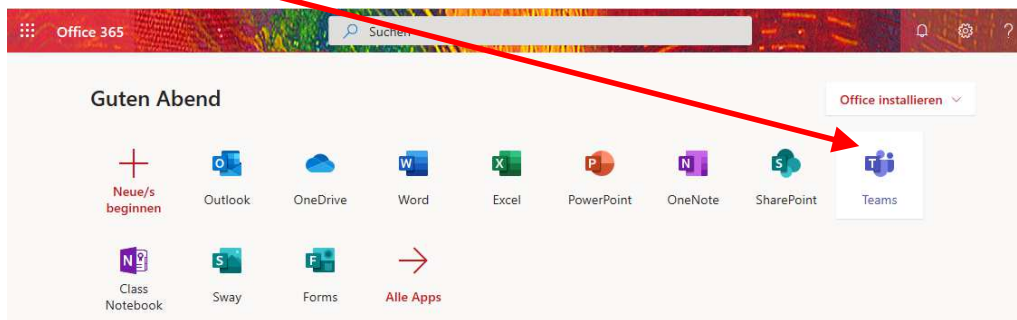 Office 365
Suchen
Guten Abend
Office installieren
Neue/s
beginnen
Outlook
OneDrive
Word
Excel
PowerPoint
OneNote
SharePoint
Teams
Class
Notebook
Sway
Forms
Alle Apps